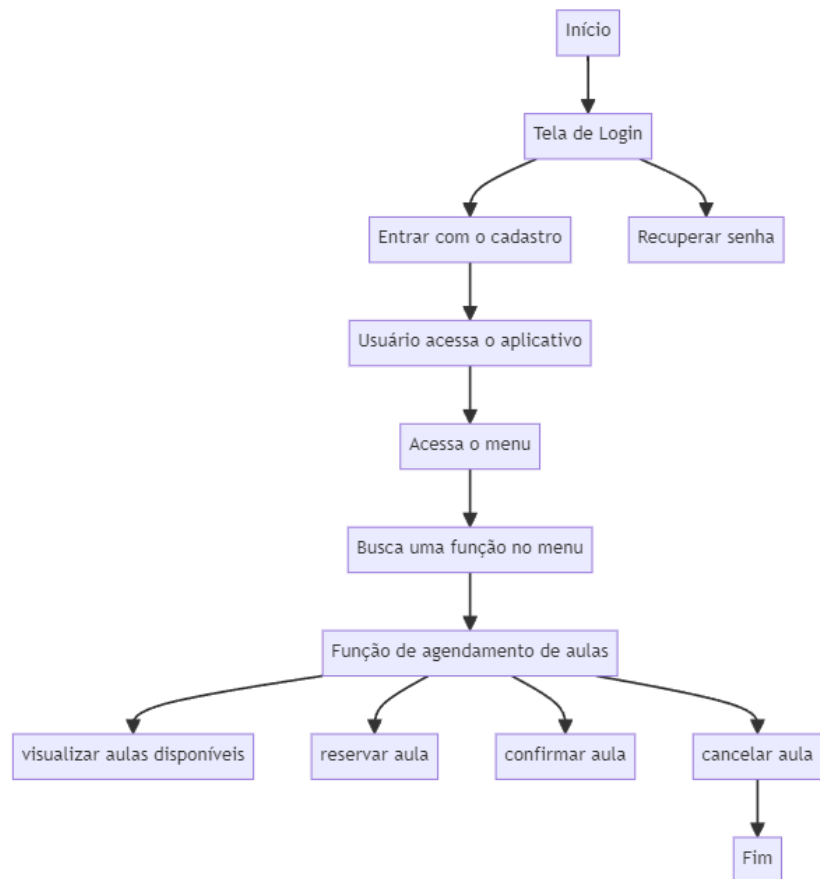 Início
Tela de Login
Entrar com o cadastro
Recuperar senha
Usuário acessa o aplicativo
Acessa o menu
Busca uma função no menu
Função de agendamento de aulas
visualizar aulas disponíveis
reservar aula
confirmar aula
cancelar aula
Fim